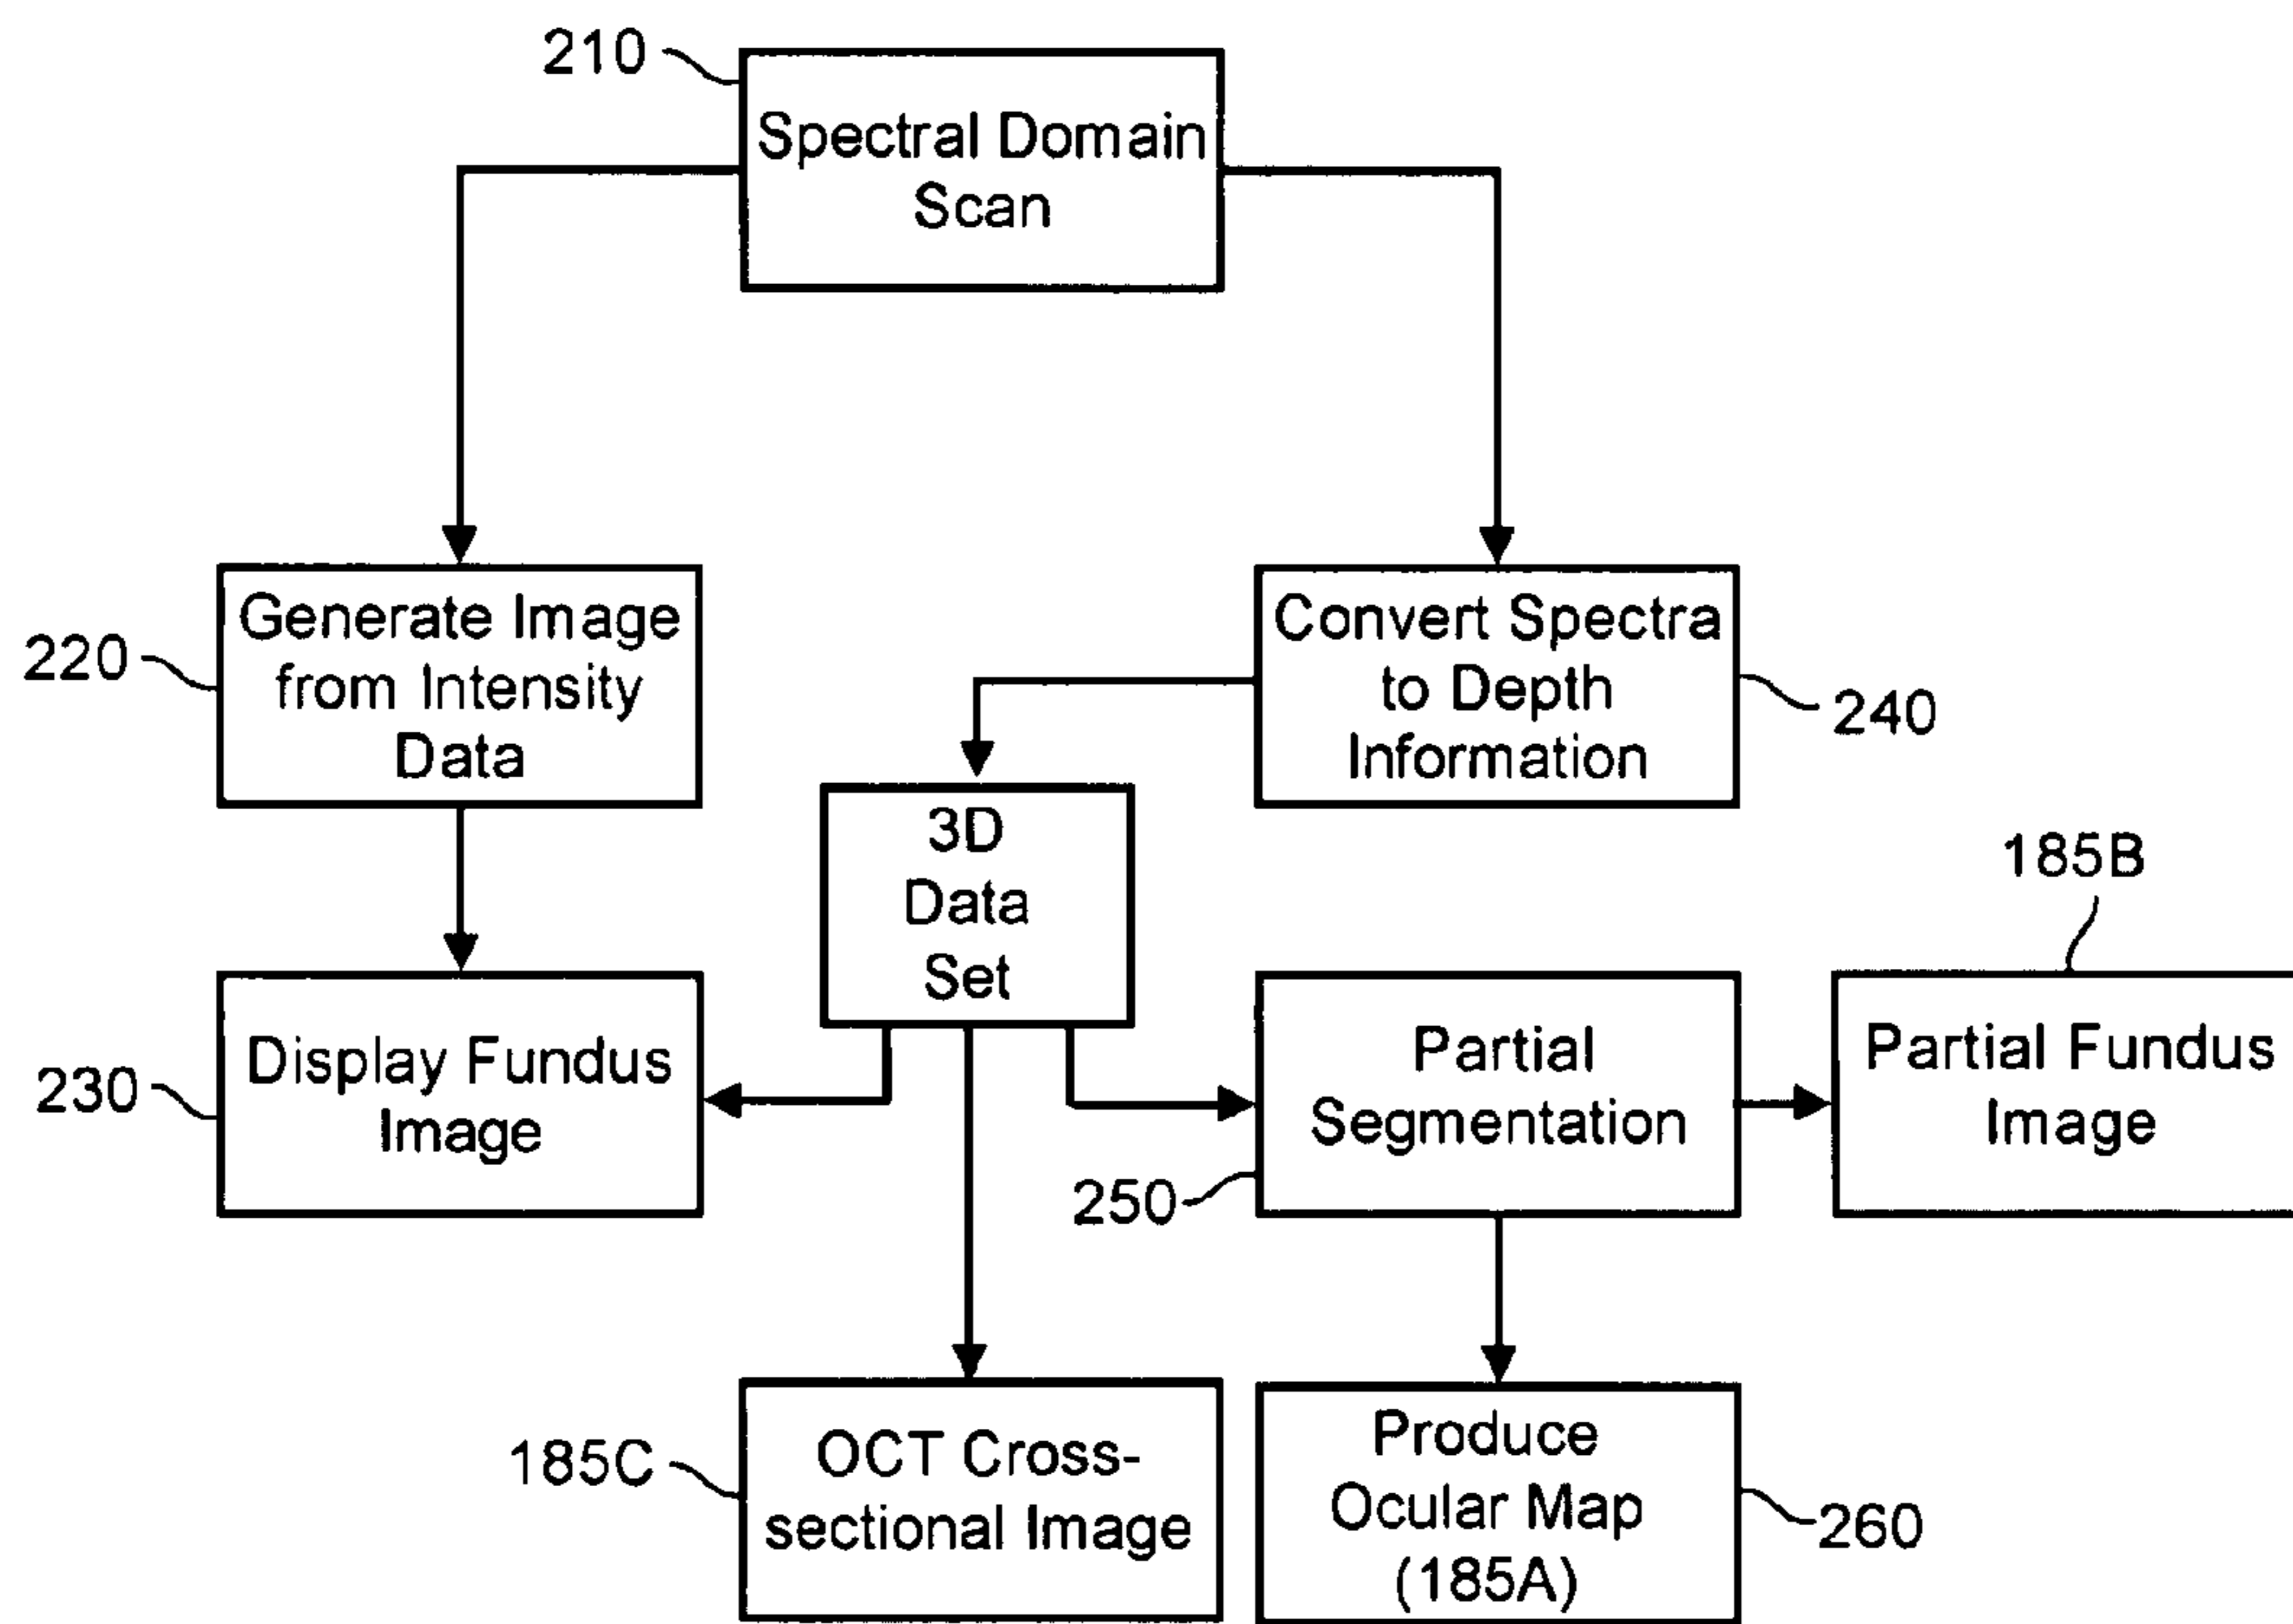 210
Spectral Domain
Scan
220
Generate Image
from Intensity
Data
Convert Spectra
to Depth
Information
240
3D
Data
Set
185B
230
Display Fundus
Image
250
Partial
Segmentation
Partial Fundus
Image
185C
OCT Cross-
sectional Image
Produce
Ocular Map
(185A)
260